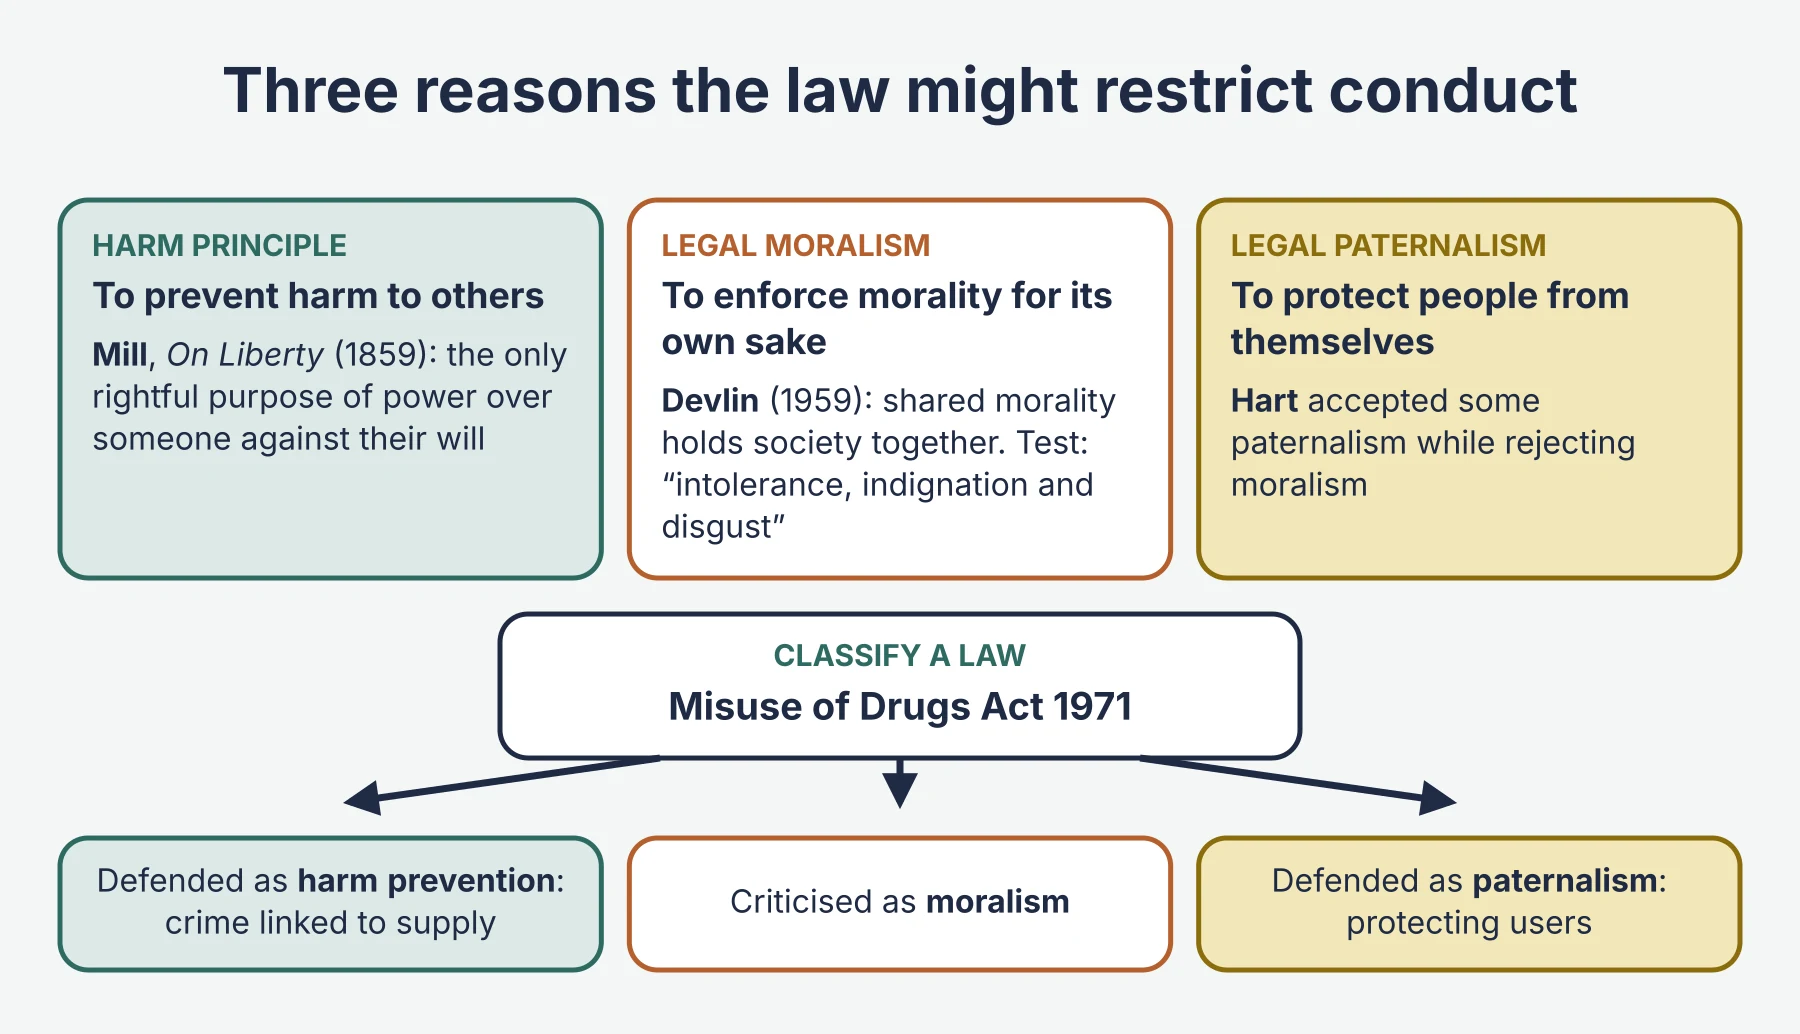 Three reasons the law might restrict conduct
HARM PRINCIPLE
To prevent harm to others
Mill, On Liberty (1859): the only
rightful purpose of power over
someone against their will
LEGAL MORALISM
To enforce morality for its
own sake
Devlin (1959): shared morality
holds society together. Test:
“intolerance, indignation and
disgust”
LEGAL PATERNALISM
To protect people from
themselves
Hart accepted some
paternalism while rejecting
moralism
CLASSIFY A LAW
Misuse of Drugs Act 1971
Defended as harm prevention:
crime linked to supply
Criticised as moralism
Defended as paternalism:
protecting users